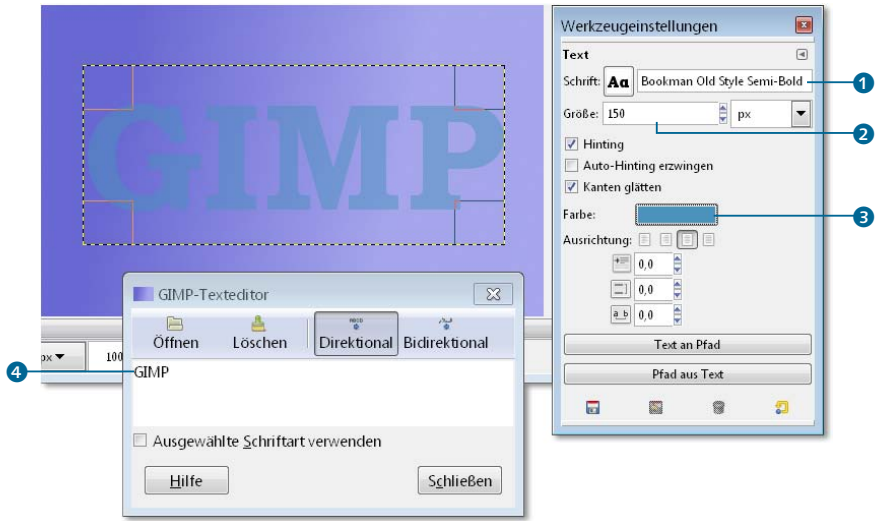 GIMP
px
100
GIMP-Texteditor
Öffnen
Löschen
Direktional
Bidirektional
4
GIMP
Ausgewählte Schriftart verwenden
Hilfe
Schließen
Werkzeugeinstellungen
Text
Schrift: Aa Bookman Old Style Semi-Bold
1
Größe: 150 px
2
Hinting
Auto-Hinting erzwingen
Kanten glätten
Farbe:
3
Ausrichtung:
0,0
0,0
a b 0,0
Text an Pfad
Pfad aus Text